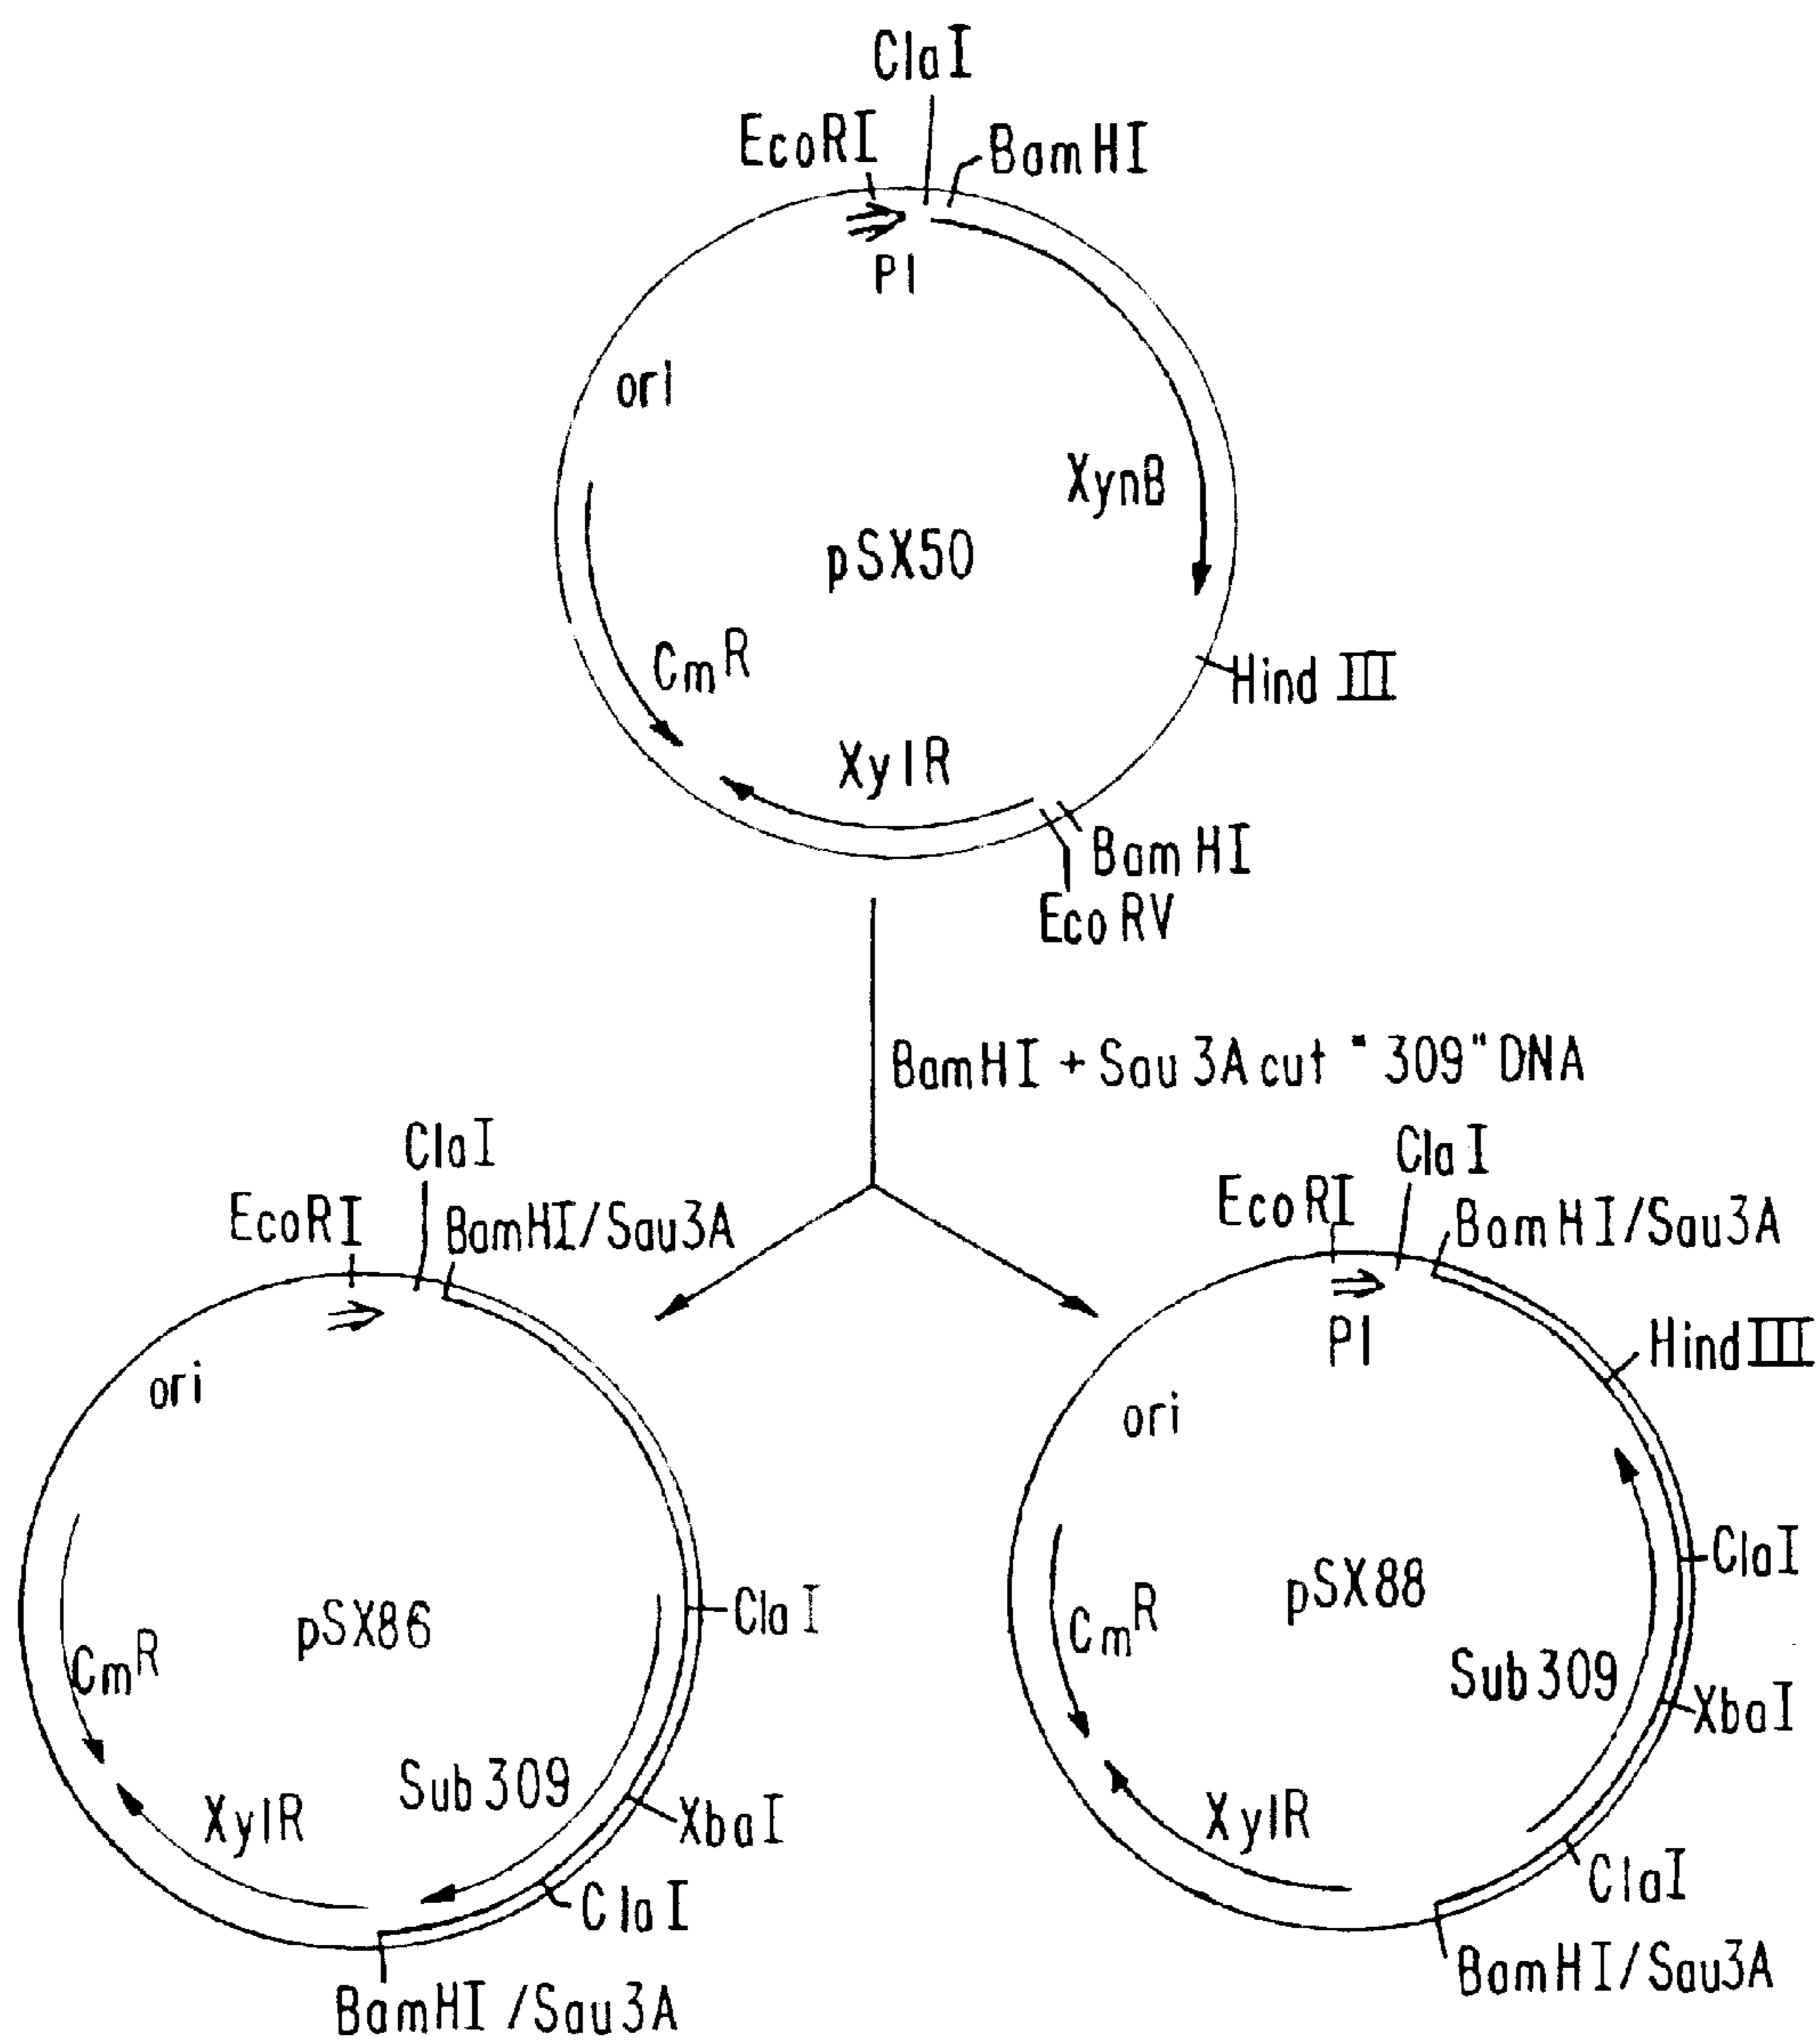 ClaI
EcoRI
BamHI
P1
ori
XynB
pSX50
CmR
HindIII
XylR
BamHI
EcoRV
BamHI + Sau3A cut "309" DNA
ClaI
EcoRI
BamHI/Sau3A
ori
ClaI
pSX86
CmR
Sub309
XylR
XbaI
ClaI
BamHI/Sau3A
ClaI
EcoRI
BamHI/Sau3A
P1
HindIII
ori
ClaI
pSX88
CmR
Sub309
XbaI
XylR
ClaI
BamHI/Sau3A